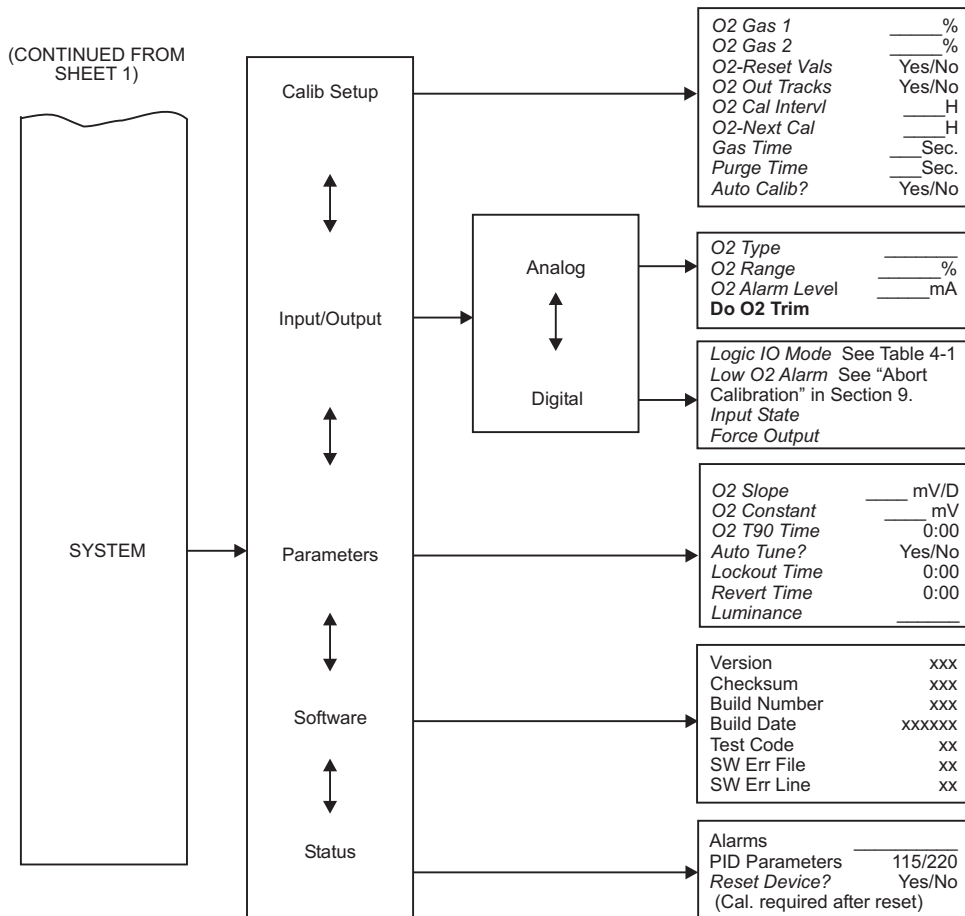 (CONTINUED FROM
SHEET 1)
SYSTEM
Calib Setup
Input/Output
Parameters
Software
Status
Analog
Digital
O2 Gas 1 _____%
O2 Gas 2 _____%
O2-Reset Vals Yes/No
O2 Out Tracks Yes/No
O2 Cal Intervl ____H
O2-Next Cal ____H
Gas Time ___Sec.
Purge Time ___Sec.
Auto Calib? Yes/No
O2 Type _______
O2 Range ______%
O2 Alarm Level _____mA
Do O2 Trim
Logic IO Mode See Table 4-1
Low O2 Alarm See “Abort
Calibration” in Section 9.
Input State
Force Output
O2 Slope ____ mV/D
O2 Constant ____ mV
O2 T90 Time 0:00
Auto Tune? Yes/No
Lockout Time 0:00
Revert Time 0:00
Luminance ______
Version xxx
Checksum xxx
Build Number xxx
Build Date xxxxxx
Test Code xx
SW Err File xx
SW Err Line xx
Alarms __________
PID Parameters 115/220
Reset Device? Yes/No
(Cal. required after reset)